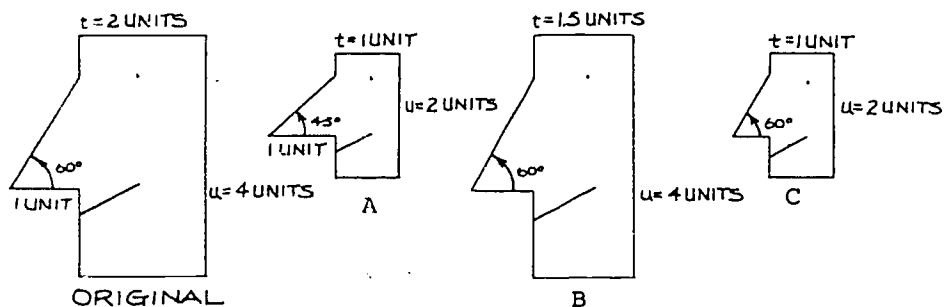 t=2 UNITS
60°
1 UNIT
u=4 UNITS
ORIGINAL
t=1 UNIT
45°
1 UNIT
u=2 UNITS
A
t=1.5 UNITS
60°
u=4 UNITS
B
t=1 UNIT
60°
u=2 UNITS
C